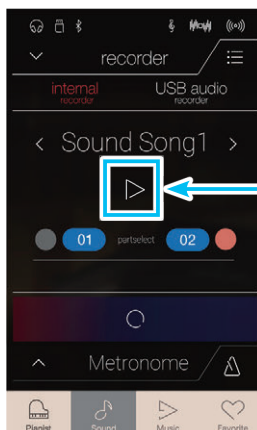 recorder
internal
recorder
USB audio
recorder
Sound Song1
01 partselect 02
Metronome
Pianist Sound Music Favorite